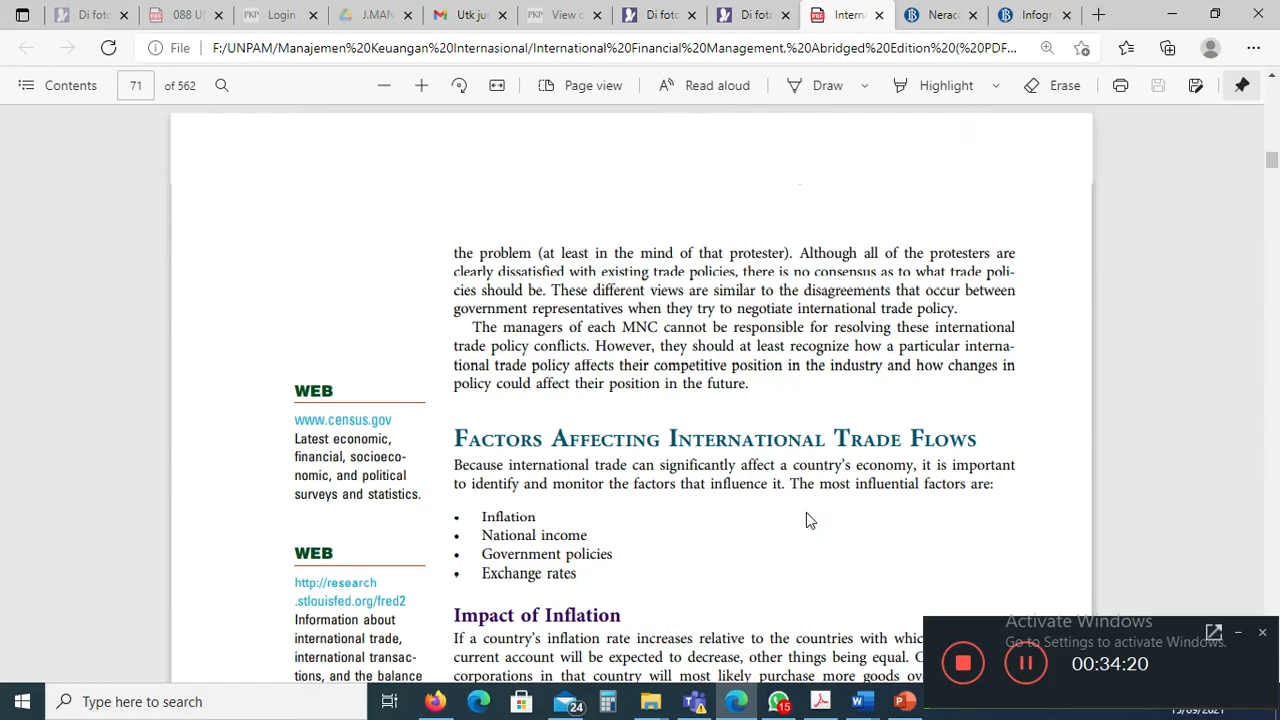 Di foto
088 U
Login
J.MAN
Utk jur
View c
Di foto
Di foto
Interna
Neraca
Infogr
File
F:/UNPAM/Manajemen%20Keuangan%20Internasional/International%20Financial%20Management,%20Abridged%20Edition%20(%20PDF...
Contents
71 of 562
Page view
Read aloud
Draw
Highlight
Erase
the problem (at least in the mind of that protester). Although all of the protesters are
clearly dissatisfied with existing trade policies, there is no consensus as to what trade poli-
cies should be. These different views are similar to the disagreements that occur between
government representatives when they try to negotiate international trade policy.
The managers of each MNC cannot be responsible for resolving these international
trade policy conflicts. However, they should at least recognize how a particular interna-
tional trade policy affects their competitive position in the industry and how changes in
policy could affect their position in the future.
WEB
www.census.gov
Latest economic,
financial, socioeco-
nomic, and political
surveys and statistics.
FACTORS AFFECTING INTERNATIONAL TRADE FLOWS
Because international trade can significantly affect a country's economy, it is important
to identify and monitor the factors that influence it. The most influential factors are:
• Inflation
• National income
• Government policies
• Exchange rates
WEB
http://research
.stlouisfed.org/fred2
Information about
international trade,
international transac-
tions, and the balance
Impact of Inflation
If a country's inflation rate increases relative to the countries with whic
current account will be expected to decrease, other things being equal. C
corporations in that country will most likely purchase more goods ov
Activate Windows
Go to Settings to activate Windows.
00:34:20
Type here to search
24
15
15/09/2021